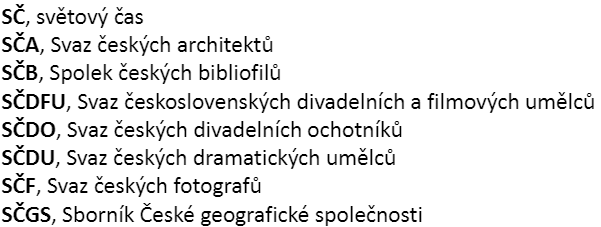 SČ, světový čas
SČA, Svaz českých architektů
SČB, Spolek českých bibliofilů
SČDFU, Svaz československých divadelních a filmových umělců
SČDO, Svaz českých divadelních ochotníků
SČDU, Svaz českých dramatických umělců
SČF, Svaz českých fotografů
SČGS, Sborník České geografické společnosti